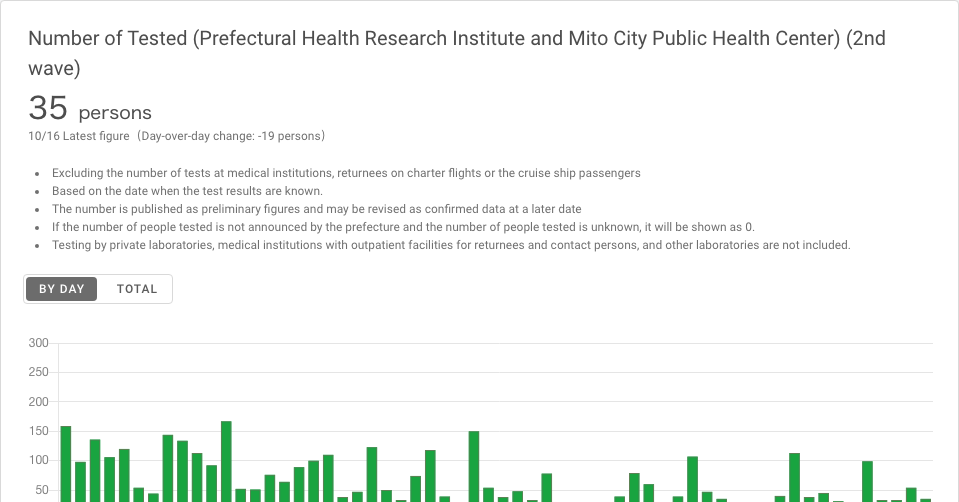 Number of Tested (Prefectural Health Research Institute and Mito City Public Health Center) (2nd
wave)
35 persons
10/16 Latest figure（Day-over-day change: -19 persons）
• Excluding the number of tests at medical institutions, returnees on charter flights or the cruise ship passengers
• Based on the date when the test results are known.
• The number is published as preliminary figures and may be revised as confirmed data at a later date
• If the number of people tested is not announced by the prefecture and the number of people tested is unknown, it will be shown as 0.
• Testing by private laboratories, medical institutions with outpatient facilities for returnees and contact persons, and other laboratories are not included.
BY DAY TOTAL
300
250
200
150
100
50